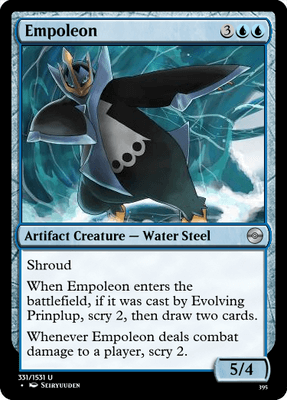 Empoleon 3
Artifact Creature — Water Steel
Shroud
When Empoleon enters the
battlefield, if it was cast by Evolving
Prinplup, scry 2, then draw two cards.
Whenever Empoleon deals combat
damage to a player, scry 2.
5/4
331/1531 U
• Seiryuuden
395